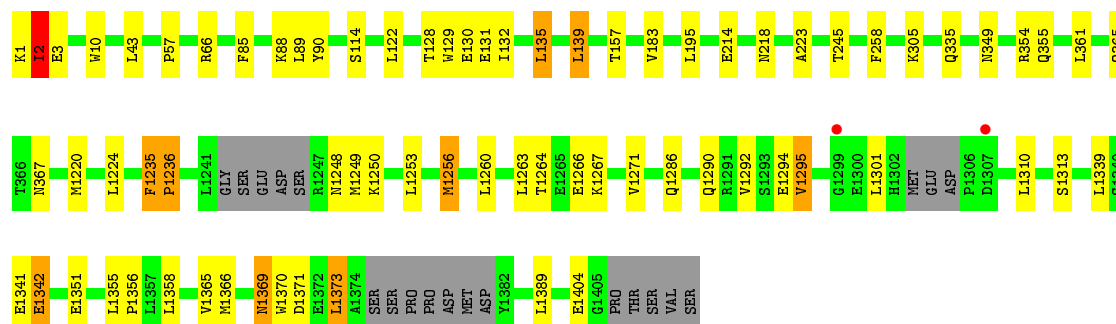 K1 I2 E3 W10 L43 P57 R66 F85 K88 L89 Y90 S114 L122 T128 W129 E130 E131 I132 L135 L139 T157 V183 L195 E214 N218 A223 T245 F258 K305 Q335 N349 R354 Q355 L361
T366 N367 M1220 L1224 F1235 P1236 L1241 GLY SER GLU ASP SER R1247 N1248 M1249 K1250 L1253 M1256 L1260 L1263 T1264 E1265 E1266 K1267 V1271 Q1286 Q1290 R1291 V1292 S1293 E1294 V1295 G1299 E1300 L1301 H1302 MET GLU ASP P1306 D1307 L1310 S1313 L1339
E1341 E1342 E1351 L1355 P1356 L1357 L1358 V1365 M1366 N1369 W1370 D1371 E1372 L1373 A1374 SER SER PRO PRO ASP MET ASP Y1382 L1389 E1404 G1405 PRO THR SER VAL SER